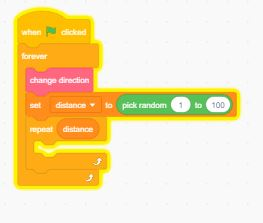 when clicked
forever
change direction
set distance to pick random 1 to 100
repeat distance